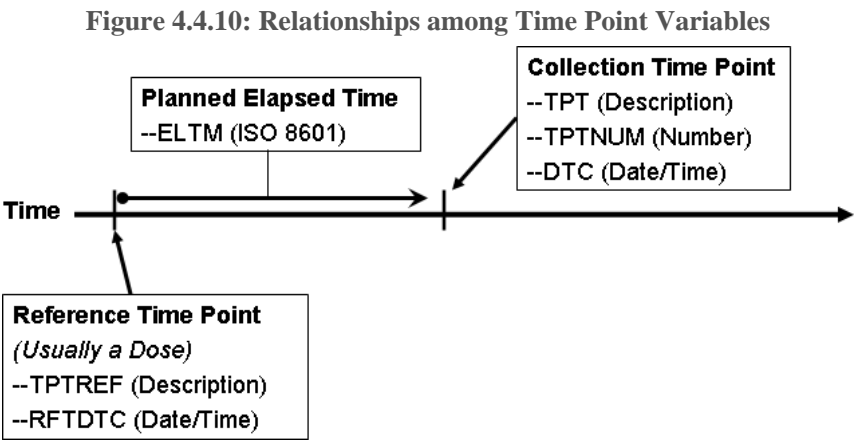 Figure 4.4.10: Relationships among Time Point Variables
Collection Time Point
--TPT (Description)
--TPTNUM (Number)
--DTC (Date/Time)
Planned Elapsed Time
--ELTM (ISO 8601)
Time
Reference Time Point
(Usually a Dose)
--TPTREF (Description)
--RFTDTC (Date/Time)